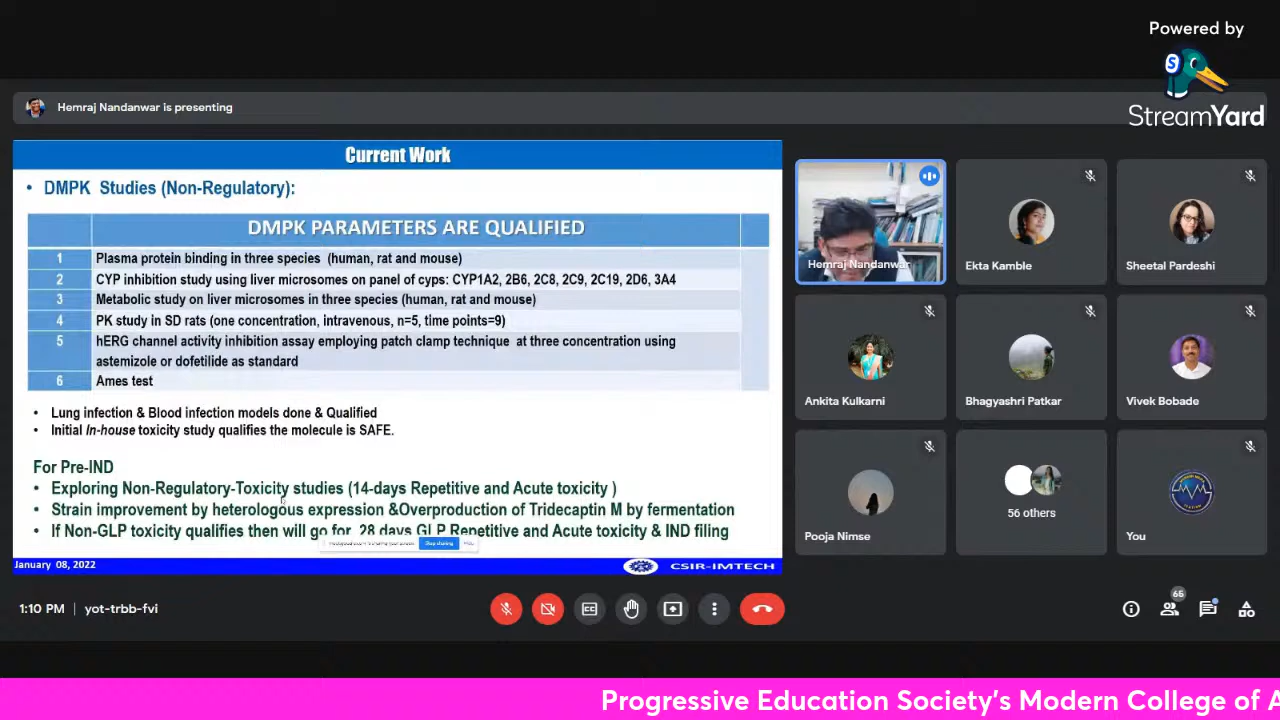 Powered by
StreamYard
Hemraj Nandanwar is presenting
Current Work
• DMPK Studies (Non-Regulatory):
DMPK PARAMETERS ARE QUALIFIED
1 Plasma protein binding in three species (human, rat and mouse)
2 CYP inhibition study using liver microsomes on panel of cyps: CYP1A2, 2B6, 2C8, 2C9, 2C19, 2D6, 3A4
3 Metabolic study on liver microsomes in three species (human, rat and mouse)
4 PK study in SD rats (one concentration, intravenous, n=5, time points=9)
5 hERG channel activity inhibition assay employing patch clamp technique at three concentration using
astemizole or dofetilide as standard
6 Ames test
• Lung infection & Blood infection models done & Qualified
• Initial In-house toxicity study qualifies the molecule is SAFE.
For Pre-IND
• Exploring Non-Regulatory-Toxicity studies (14-days Repetitive and Acute toxicity )
• Strain improvement by heterologous expression &Overproduction of Tridecaptin M by fermentation
• If Non-GLP toxicity qualifies then will go for 28 days GLP Repetitive and Acute toxicity & IND filing
Stop sharing
Hide
January 08, 2022
CSIR-IMTECH
Hemraj Nandanwar
Ekta Kamble
Sheetal Pardeshi
Ankita Kulkarni
Bhagyashri Patkar
Vivek Bobade
Pooja Nimse
56 others
You
1:10 PM | yot-trbb-fvi
66
Progressive Education Society's Modern College of A